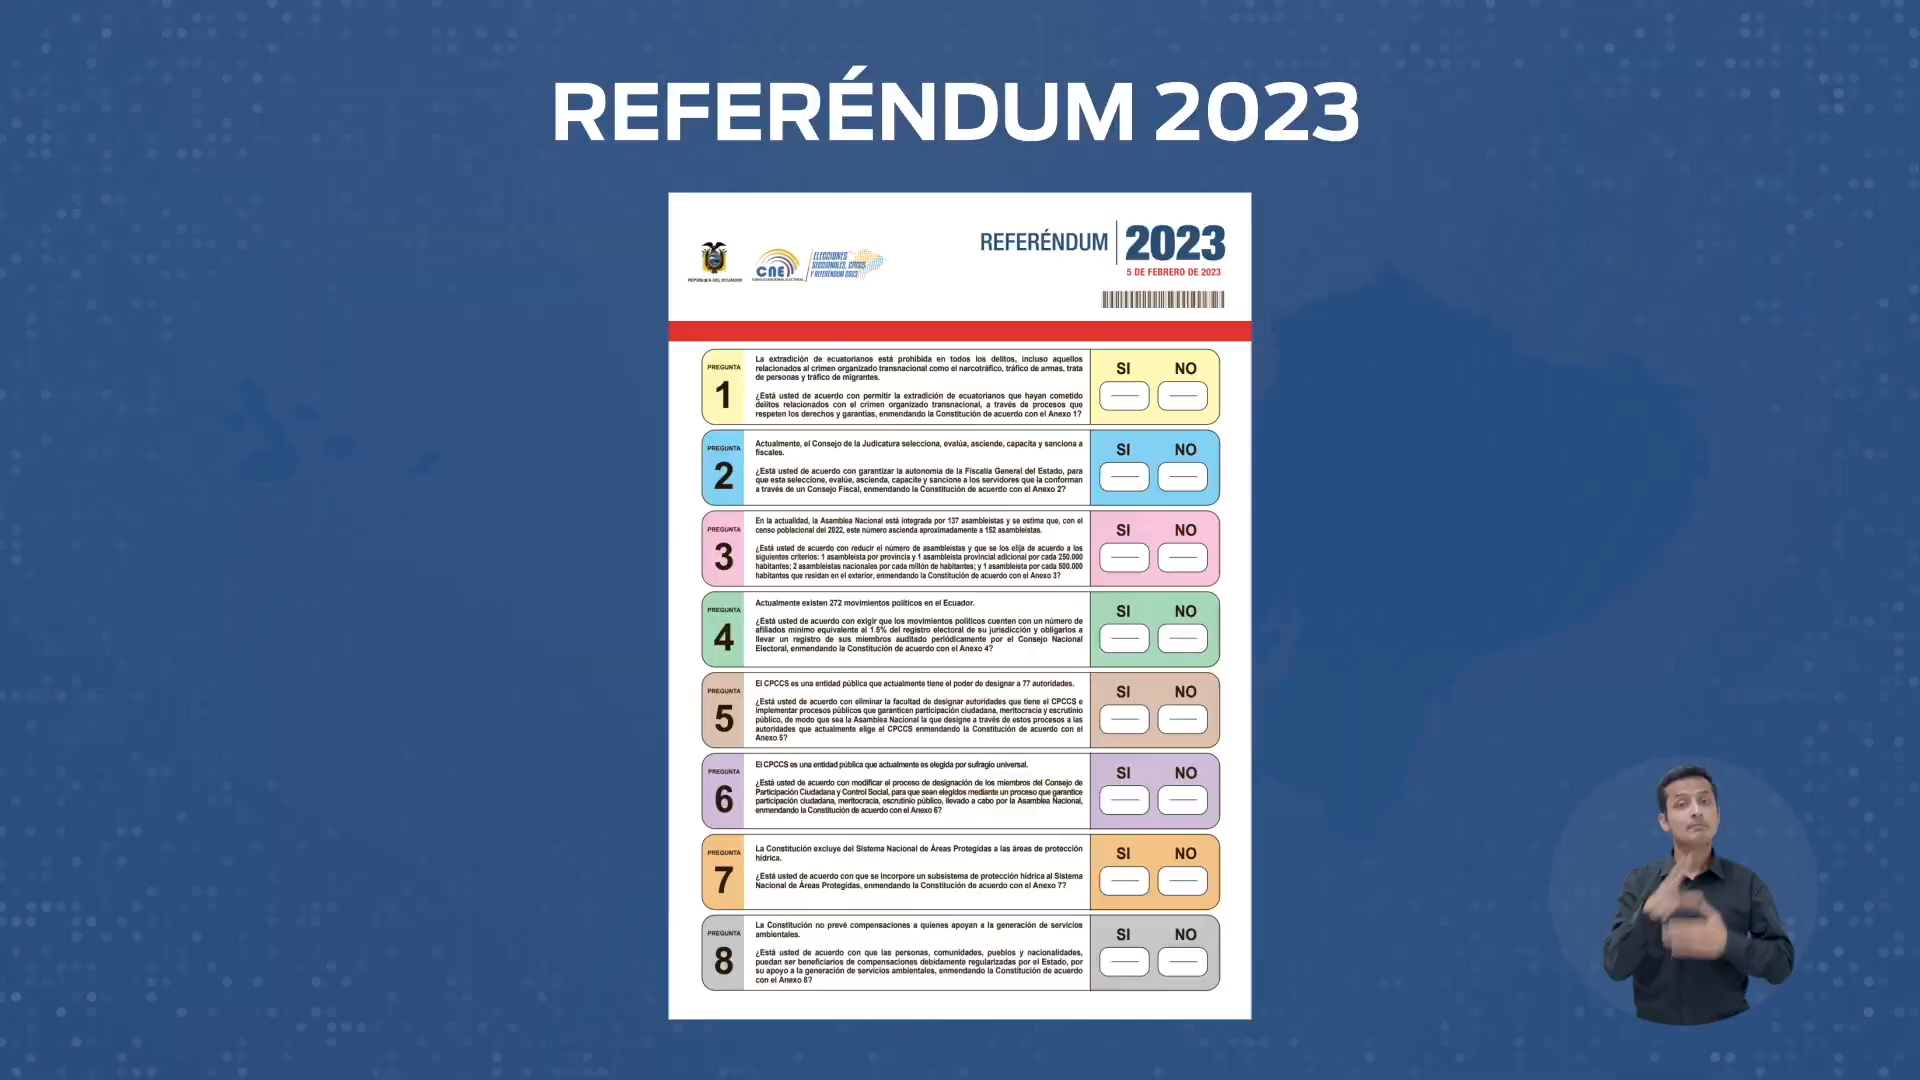 REFERÉNDUM 2023
REFERÉNDUM 2023
5 DE FEBRERO DE 2023
REPÚBLICA DEL ECUADOR
CNE
CONSEJO NACIONAL ELECTORAL
ELECCIONES
SECCIONALES, CPCCS
Y REFERÉNDUM 2023
PREGUNTA
1
La extradición de ecuatorianos está prohibida en todos los delitos, incluso aquellos
relacionados al crimen organizado transnacional como el narcotráfico, tráfico de armas, trata
de personas y tráfico de migrantes.
¿Está usted de acuerdo con permitir la extradición de ecuatorianos que hayan cometido
delitos relacionados con el crimen organizado transnacional, a través de procesos que
respeten los derechos y garantías, enmendando la Constitución de acuerdo con el Anexo 1?
SI NO
PREGUNTA
2
Actualmente, el Consejo de la Judicatura selecciona, evalúa, asciende, capacita y sanciona a
fiscales.
¿Está usted de acuerdo con garantizar la autonomía de la Fiscalía General del Estado, para
que esta seleccione, evalúe, ascienda, capacite y sancione a los servidores que la conforman
a través de un Consejo Fiscal, enmendando la Constitución de acuerdo con el Anexo 2?
SI NO
PREGUNTA
3
En la actualidad, la Asamblea Nacional está integrada por 137 asambleístas y se estima que, con el
censo poblacional del 2022, este número ascienda aproximadamente a 152 asambleístas.
¿Está usted de acuerdo con reducir el número de asambleístas y que se los elija de acuerdo a los
siguientes criterios: 1 asambleísta por provincia y 1 asambleísta provincial adicional por cada 250.000
habitantes; 2 asambleístas nacionales por cada millón de habitantes; y 1 asambleísta por cada 500.000
habitantes que residan en el exterior, enmendando la Constitución de acuerdo con el Anexo 3?
SI NO
PREGUNTA
4
Actualmente existen 272 movimientos políticos en el Ecuador.
¿Está usted de acuerdo con exigir que los movimientos políticos cuenten con un número de
afiliados mínimo equivalente al 1.5% del registro electoral de su jurisdicción y obligarlos a
llevar un registro de sus miembros auditado periódicamente por el Consejo Nacional
Electoral, enmendando la Constitución de acuerdo con el Anexo 4?
SI NO
PREGUNTA
5
El CPCCS es una entidad pública que actualmente tiene el poder de designar a 77 autoridades.
¿Está usted de acuerdo con eliminar la facultad de designar autoridades que tiene el CPCCS e
implementar procesos públicos que garanticen participación ciudadana, meritocracia y escrutinio
público, de modo que sea la Asamblea Nacional la que designe a través de estos procesos a las
autoridades que actualmente elige el CPCCS enmendando la Constitución de acuerdo con el
Anexo 5?
SI NO
PREGUNTA
6
El CPCCS es una entidad pública que actualmente es elegida por sufragio universal.
¿Está usted de acuerdo con modificar el proceso de designación de los miembros del Consejo de
Participación Ciudadana y Control Social, para que sean elegidos mediante un proceso que garantice
participación ciudadana, meritocracia, escrutinio público, llevado a cabo por la Asamblea Nacional,
enmendando la Constitución de acuerdo con el Anexo 6?
SI NO
PREGUNTA
7
La Constitución excluye del Sistema Nacional de Áreas Protegidas a las áreas de protección
hídrica.
¿Está usted de acuerdo con que se incorpore un subsistema de protección hídrica al Sistema
Nacional de Áreas Protegidas, enmendando la Constitución de acuerdo con el Anexo 7?
SI NO
PREGUNTA
8
La Constitución no prevé compensaciones a quienes apoyan a la generación de servicios
ambientales.
¿Está usted de acuerdo con que las personas, comunidades, pueblos y nacionalidades,
puedan ser beneficiarios de compensaciones debidamente regularizadas por el Estado, por
su apoyo a la generación de servicios ambientales, enmendando la Constitución de acuerdo
con el Anexo 8?
SI NO